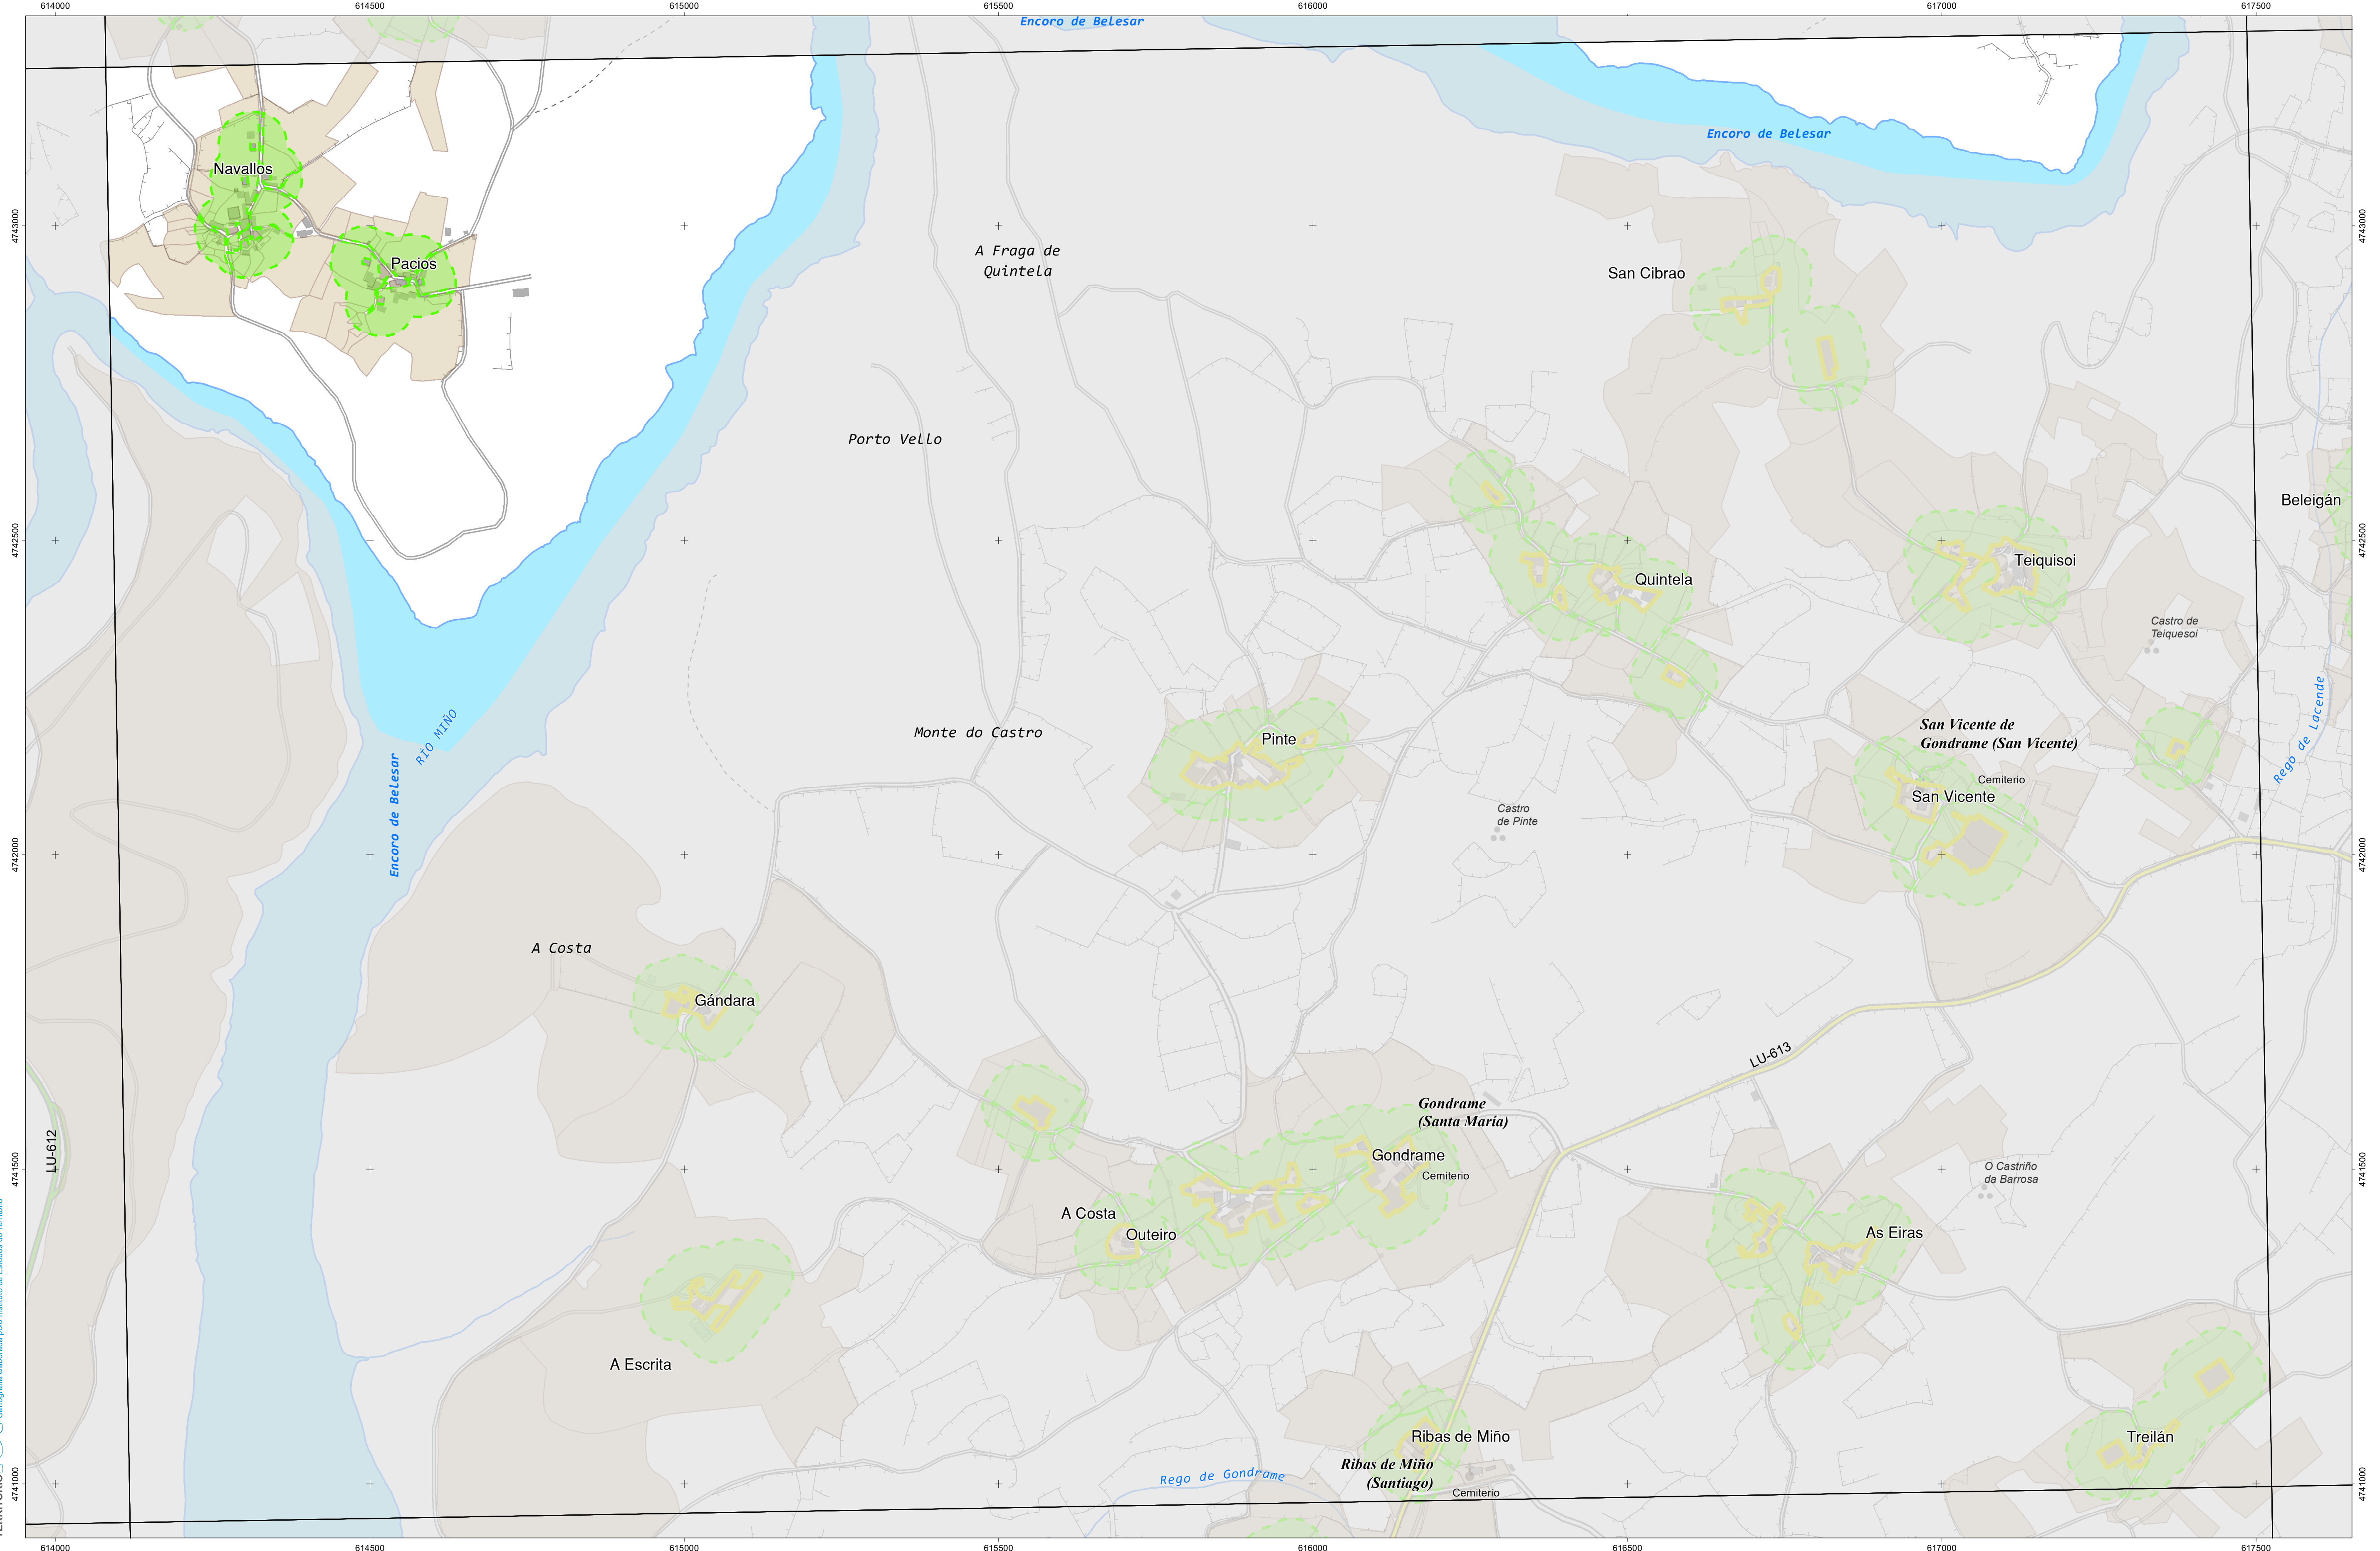 614000 614500 615000 615500 616000 617000 617500
Encoro de Belesar
Encoro de Belesar
Navallos
4743000
4743000
Pacios
A Fraga de
Quintela
San Cibrao
Porto Vello
Beleigán
4742500
4742500
Teiquisoi
Quintela
Castro de
Teiquesoi
RÍO MIÑO
Monte do Castro
Pinte
San Vicente de
Gondrame (San Vicente)
Rego de Lacende
Cemiterio
San Vicente
Encoro de Belesar
Castro
de Pinte
4742000
4742000
A Costa
Gándara
LU-613
Gondrame
(Santa María)
LU-612
Gondrame
Cemiterio
4741500
4741500
O Castriño
da Barrosa
A Costa
Outeiro
As Eiras
A Escrita
Ribas de Miño
Treilán
Ribas de Miño
(Santiago)
Rego de Gondrame
Cemiterio
4741000
4741000
614000 614500 615000 615500 616000 616500 617000 617500